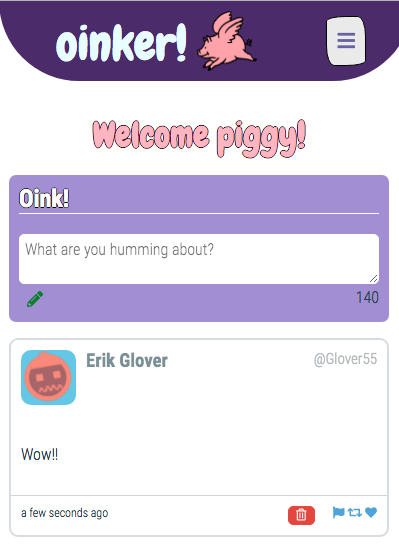 oinker!
Welcome piggy!
Oink!
What are you humming about?
140
Erik Glover @Glover55
Wow!!
a few seconds ago